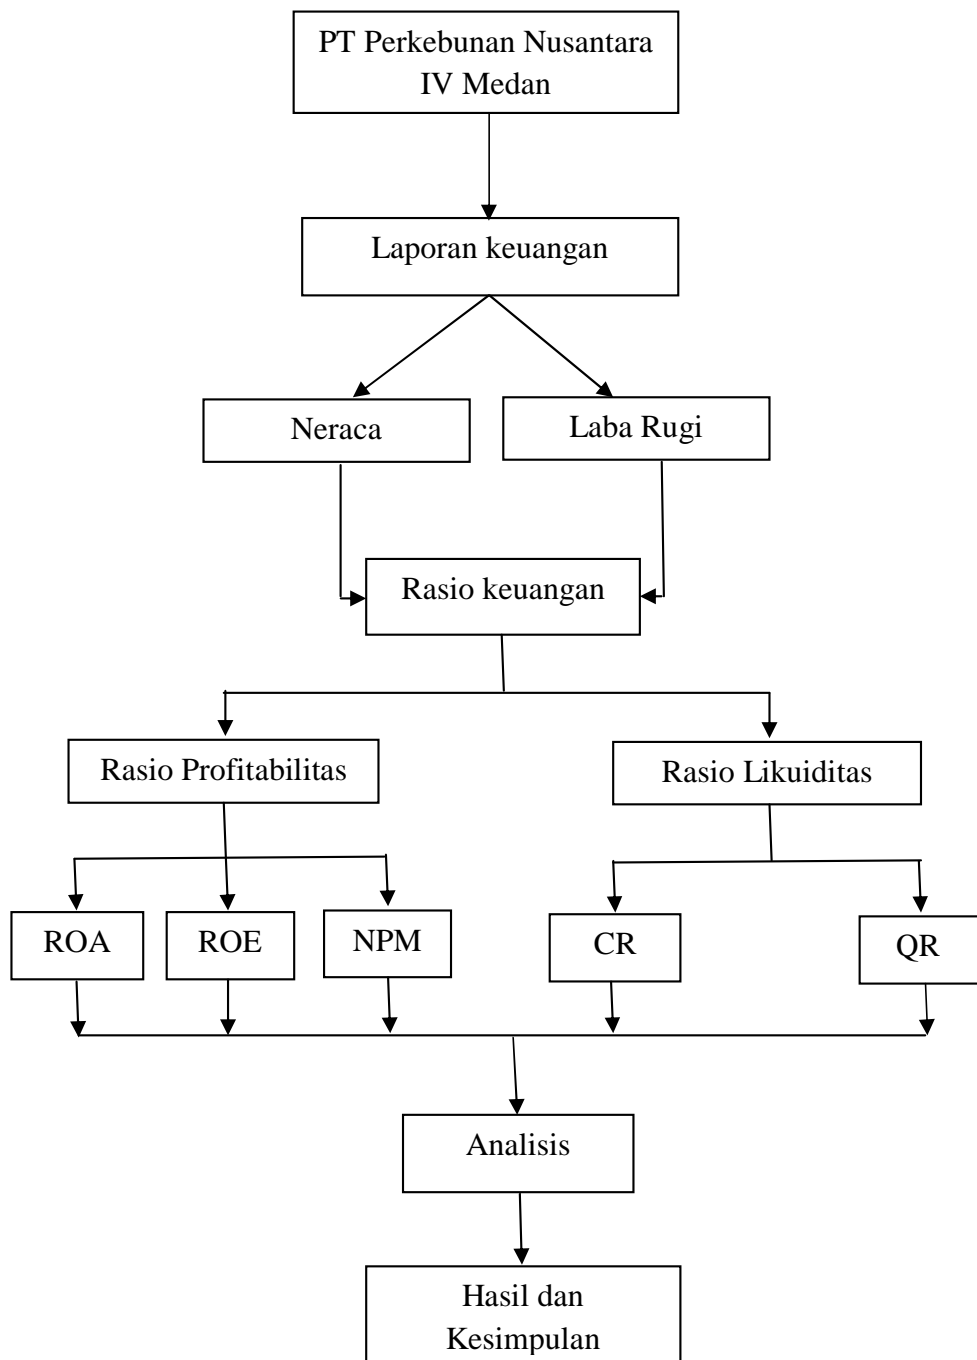 PT Perkebunan Nusantara
IV Medan
Laporan keuangan
Neraca
Laba Rugi
Rasio keuangan
Rasio Profitabilitas
Rasio Likuiditas
ROA
ROE
NPM
CR
QR
Analisis
Hasil dan
Kesimpulan